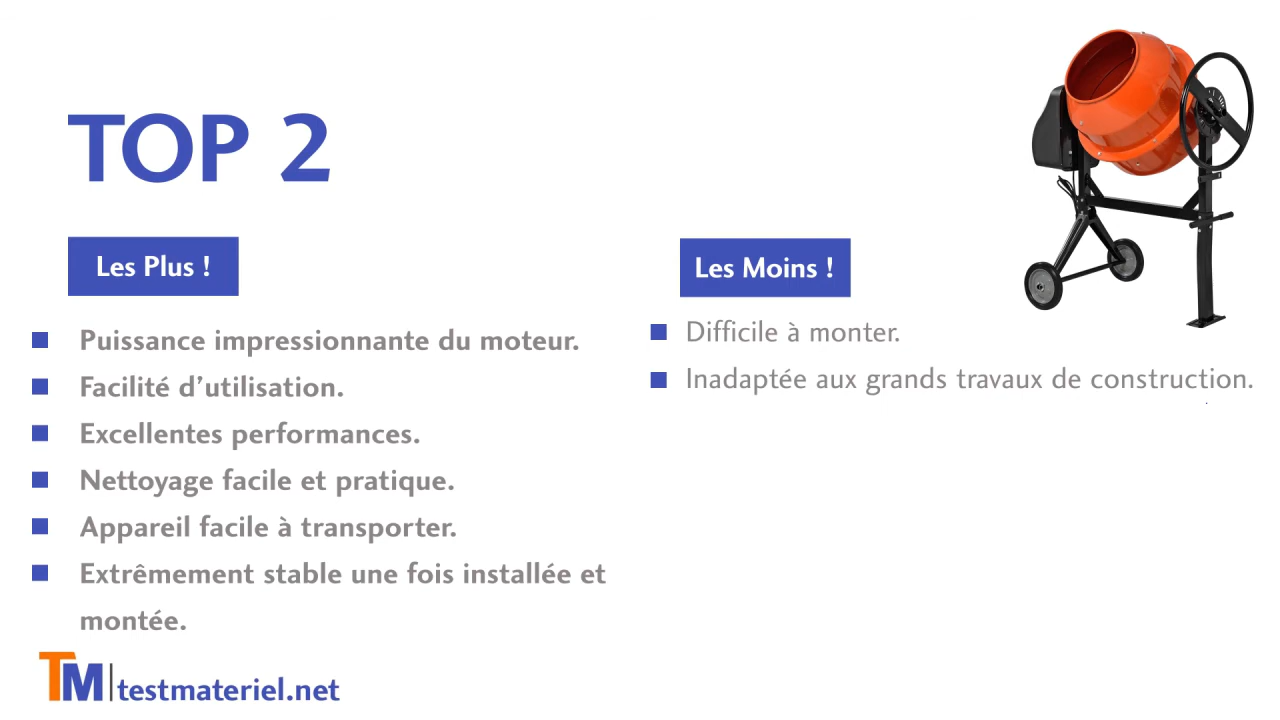 TOP 2
Les Plus !
Puissance impressionnante du moteur.
Facilité d’utilisation.
Excellentes performances.
Nettoyage facile et pratique.
Appareil facile à transporter.
Extrêmement stable une fois installée et
montée.
Les Moins !
Difficile à monter.
Inadaptée aux grands travaux de construction.
TM testmateriel.net